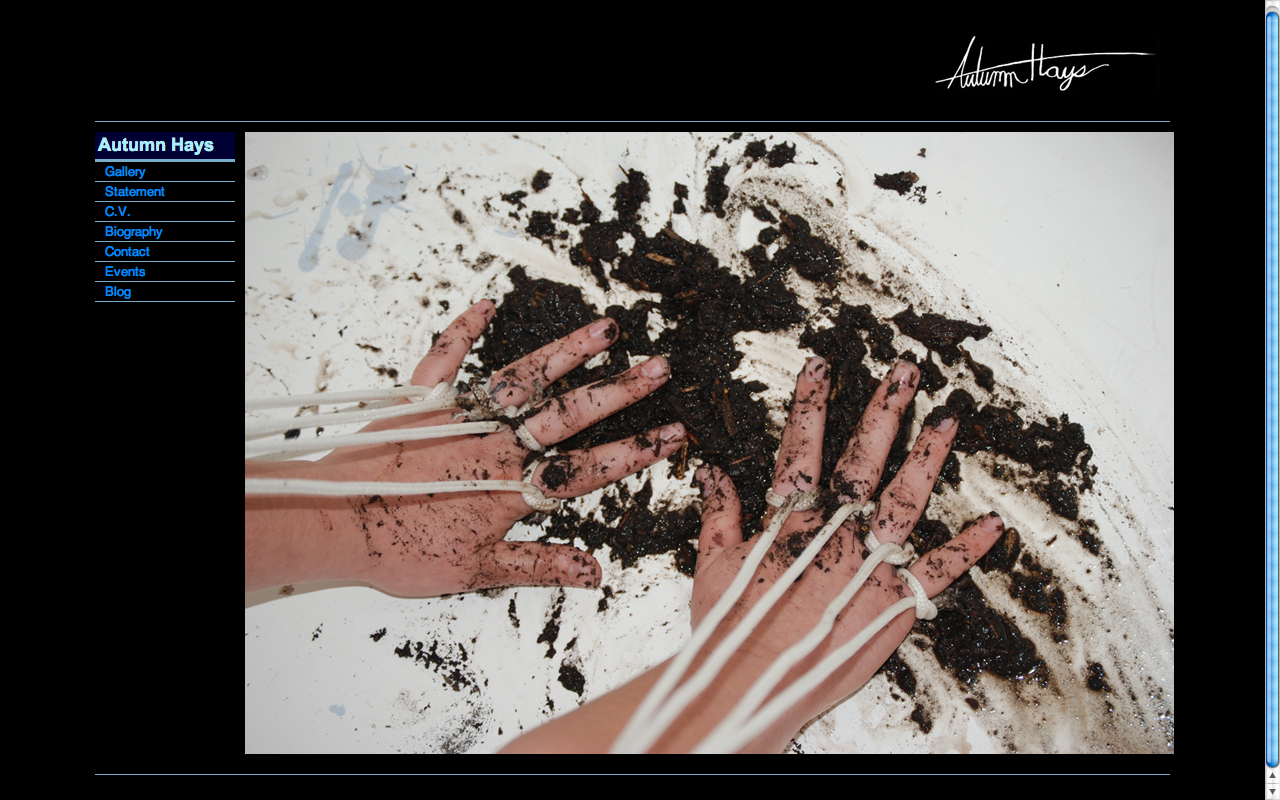 Autumn Hays
Autumn Hays
Gallery
Statement
C.V.
Biography
Contact
Events
Blog